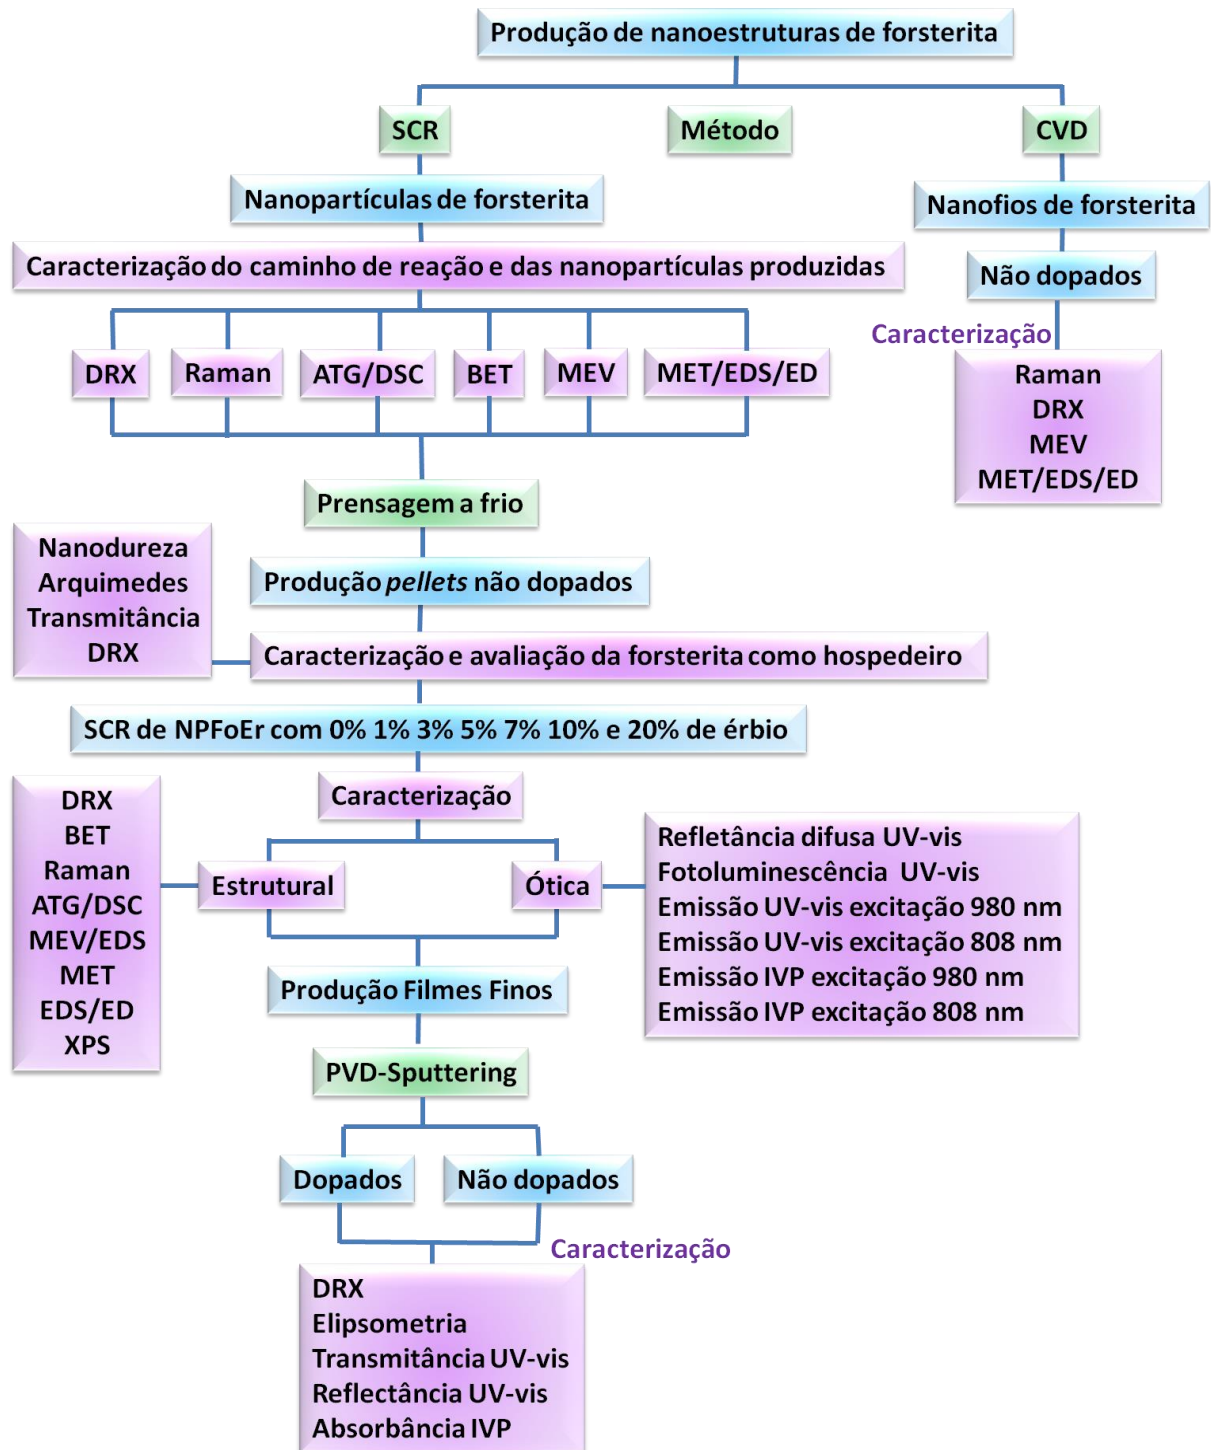 Produção de nanoestruturas de forsterita
SCR
Método
CVD
Nanopartículas de forsterita
Nanofios de forsterita
Caracterização do caminho de reação e das nanopartículas produzidas
Não dopados
Caracterização
DRX
Raman
ATG/DSC
BET
MEV
MET/EDS/ED
Raman
DRX
MEV
MET/EDS/ED
Prensagem a frio
Nanodureza
Arquimedes
Transmitância
DRX
Produção pellets não dopados
Caracterização e avaliação da forsterita como hospedeiro
SCR de NPFoEr com 0% 1% 3% 5% 7% 10% e 20% de érbio
Caracterização
DRX
BET
Raman
ATG/DSC
MEV/EDS
MET
EDS/ED
XPS
Estrutural
Ótica
Refletância difusa UV-vis
Fotoluminescência UV-vis
Emissão UV-vis excitação 980 nm
Emissão UV-vis excitação 808 nm
Emissão IVP excitação 980 nm
Emissão IVP excitação 808 nm
Produção Filmes Finos
PVD-Sputtering
Dopados
Não dopados
Caracterização
DRX
Elipsometria
Transmitância UV-vis
Reflectância UV-vis
Absorbância IVP